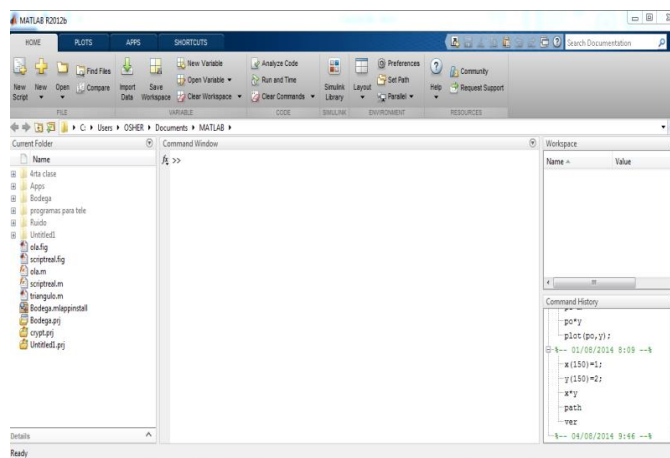 MATLAB R2012b
HOME PLOTS APPS SHORTCUTS
Search Documentation
New Script
New
Open
Find Files
Compare
Import Data
Save Workspace
New Variable
Open Variable
Clear Workspace
Analyze Code
Run and Time
Clear Commands
Simulink Library
Layout
Preferences
Set Path
Parallel
Help
Community
Request Support
FILE VARIABLE CODE SIMULINK ENVIRONMENT RESOURCES
C: Users OSHER Documents MATLAB
Current Folder
Name
4rta clase
Apps
Bodega
programas para tele
Ruido
Untitled1
ola.fig
scriptreal.fig
ola.m
scriptreal.m
triangulo.m
Bodega.mlappinstall
Bodega.prj
crypt.prj
Untitled1.prj
Details
Command Window
fx >>
Workspace
Name Value
Command History
po*y
plot(po,y);
%-- 01/08/2014 8:09 --%
x(150)=1;
y(150)=2;
x*y
path
ver
%-- 04/08/2014 9:46 --%
Ready